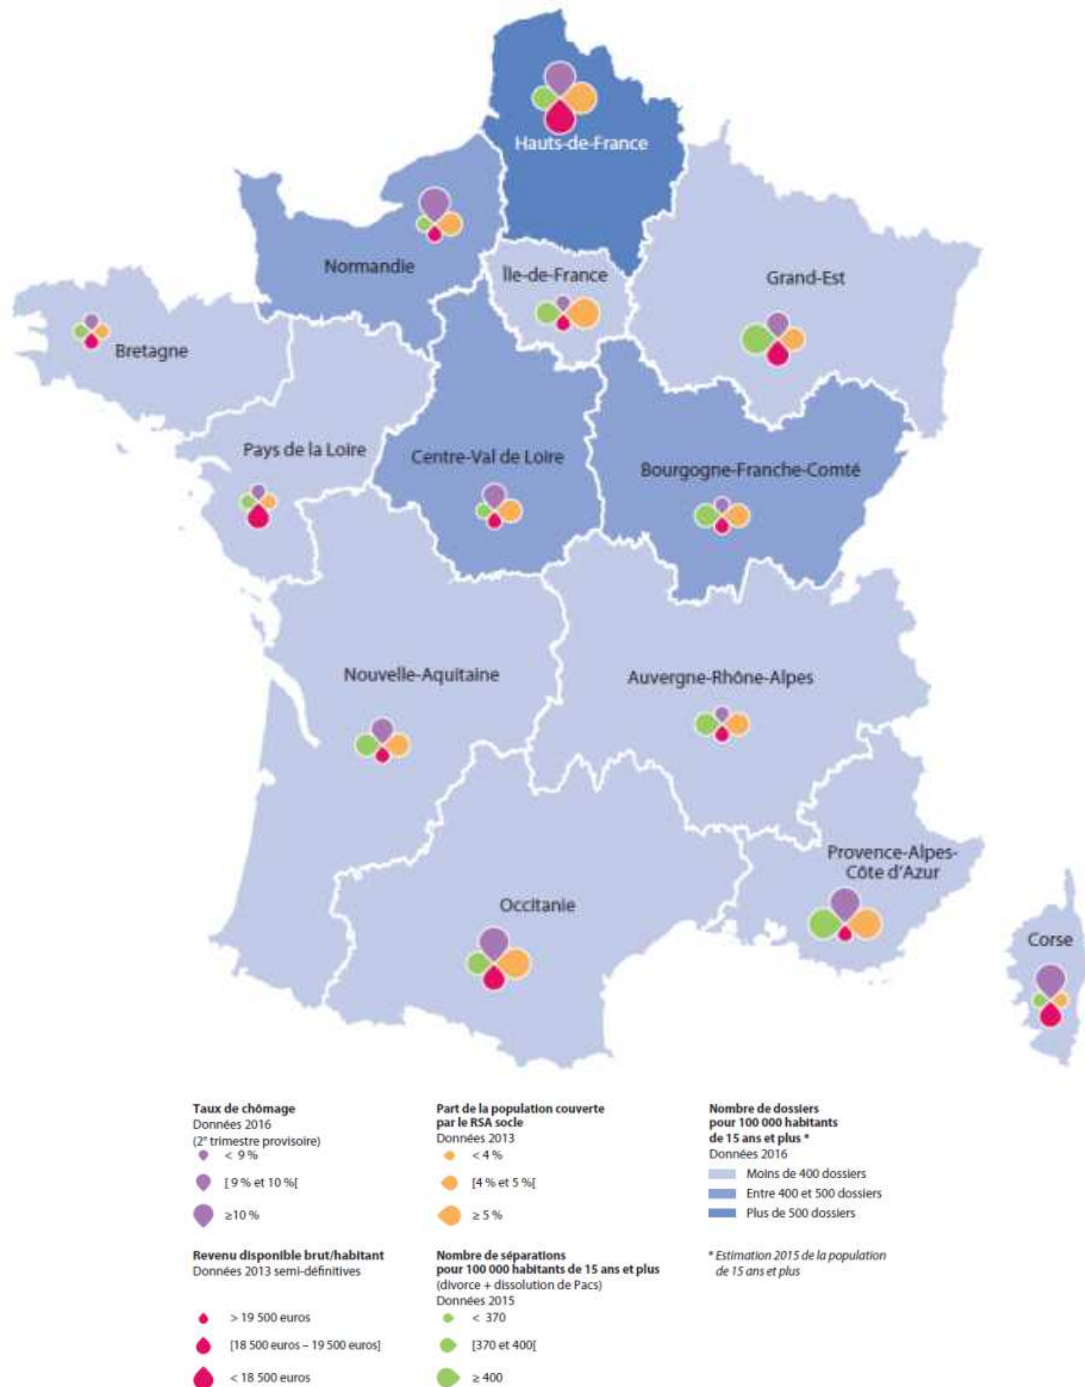 Hauts-de-France
Normandie
Île-de-France
Grand-Est
Bretagne
Pays de la Loire
Centre-Val de Loire
Bourgogne-Franche-Comté
Nouvelle-Aquitaine
Auvergne-Rhône-Alpes
Provence-Alpes-
Côte d'Azur
Occitanie
Corse
Taux de chômage
Données 2016
(2e trimestre provisoire)
< 9 %
[ 9 % et 10 %[
≥10 %
Part de la population couverte
par le RSA socle
Données 2013
< 4 %
[4 % et 5 %[
≥ 5 %
Nombre de dossiers
pour 100 000 habitants
de 15 ans et plus *
Données 2016
Moins de 400 dossiers
Entre 400 et 500 dossiers
Plus de 500 dossiers
Revenu disponible brut/habitant
Données 2013 semi-définitives
> 19 500 euros
[18 500 euros – 19 500 euros]
< 18 500 euros
Nombre de séparations
pour 100 000 habitants de 15 ans et plus
(divorce + dissolution de Pacs)
Données 2015
< 370
[370 et 400[
≥ 400
* Estimation 2015 de la population
de 15 ans et plus